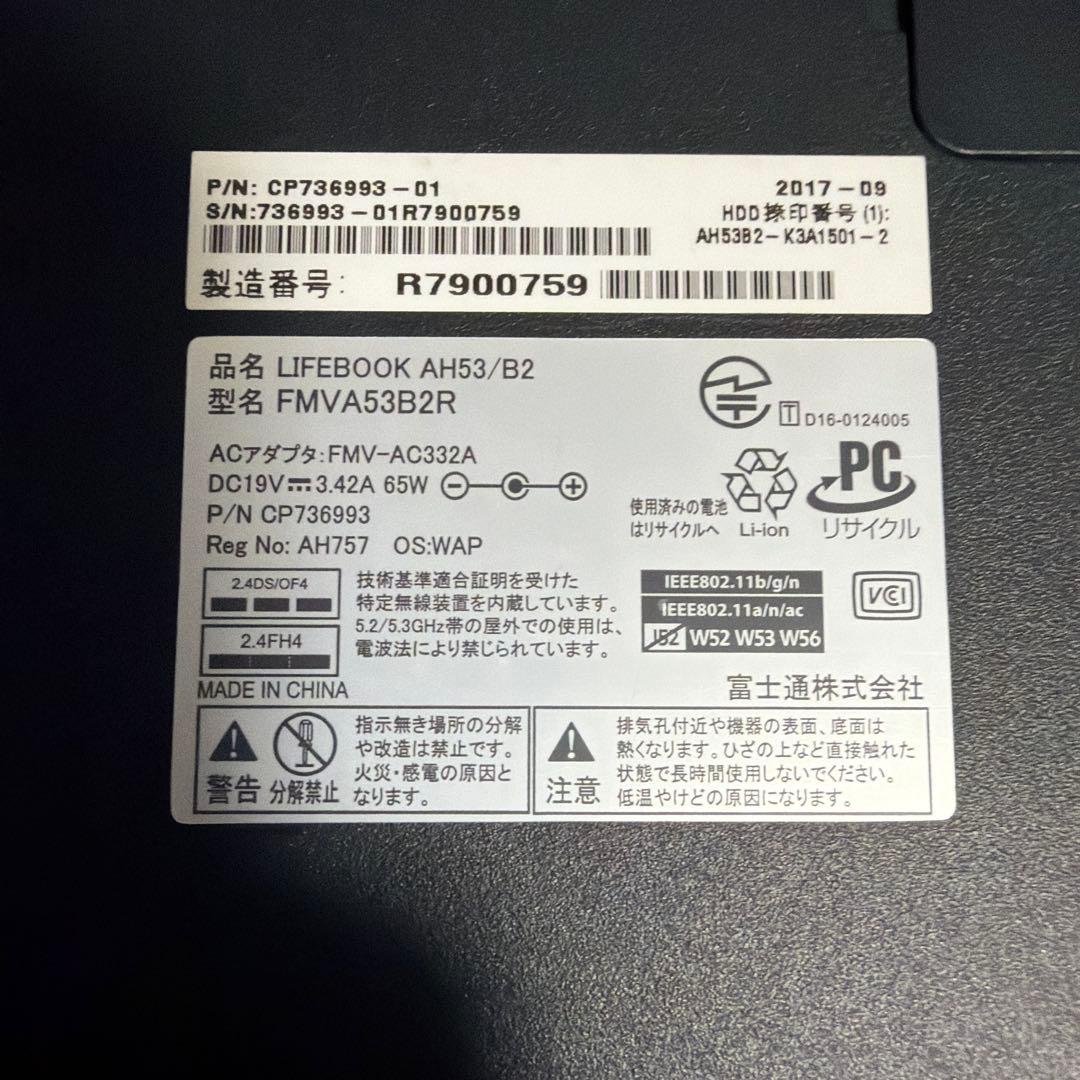 P/N: CP736993-01
2017-09
S/N:736993-01R7900759
HDD捺印番号(1):
AH53B2-K3A1501-2
製造番号: R7900759
品名 LIFEBOOK AH53/B2
型名 FMVA53B2R
T D16-0124005
ACアダプタ:FMV-AC332A
DC19V 3.42A 65W
P/N CP736993
Reg No: AH757 OS:WAP
使用済みの電池
はリサイクルへ
Li-ion
PC
リサイクル
2.4DS/OF4
2.4FH4
技術基準適合証明を受けた
特定無線装置を内蔵しています。
5.2/5.3GHz帯の屋外での使用は、
電波法により禁じられています。
IEEE802.11b/g/n
IEEE802.11a/n/ac
J52 W52 W53 W56
VCCI
MADE IN CHINA
富士通株式会社
警告 分解禁止
指示無き場所の分解
や改造は禁止です。
火災・感電の原因と
なります。
注意
排気孔付近や機器の表面、底面は
熱くなります。ひざの上など直接触れた
状態で長時間使用しないでください。
低温やけどの原因になります。